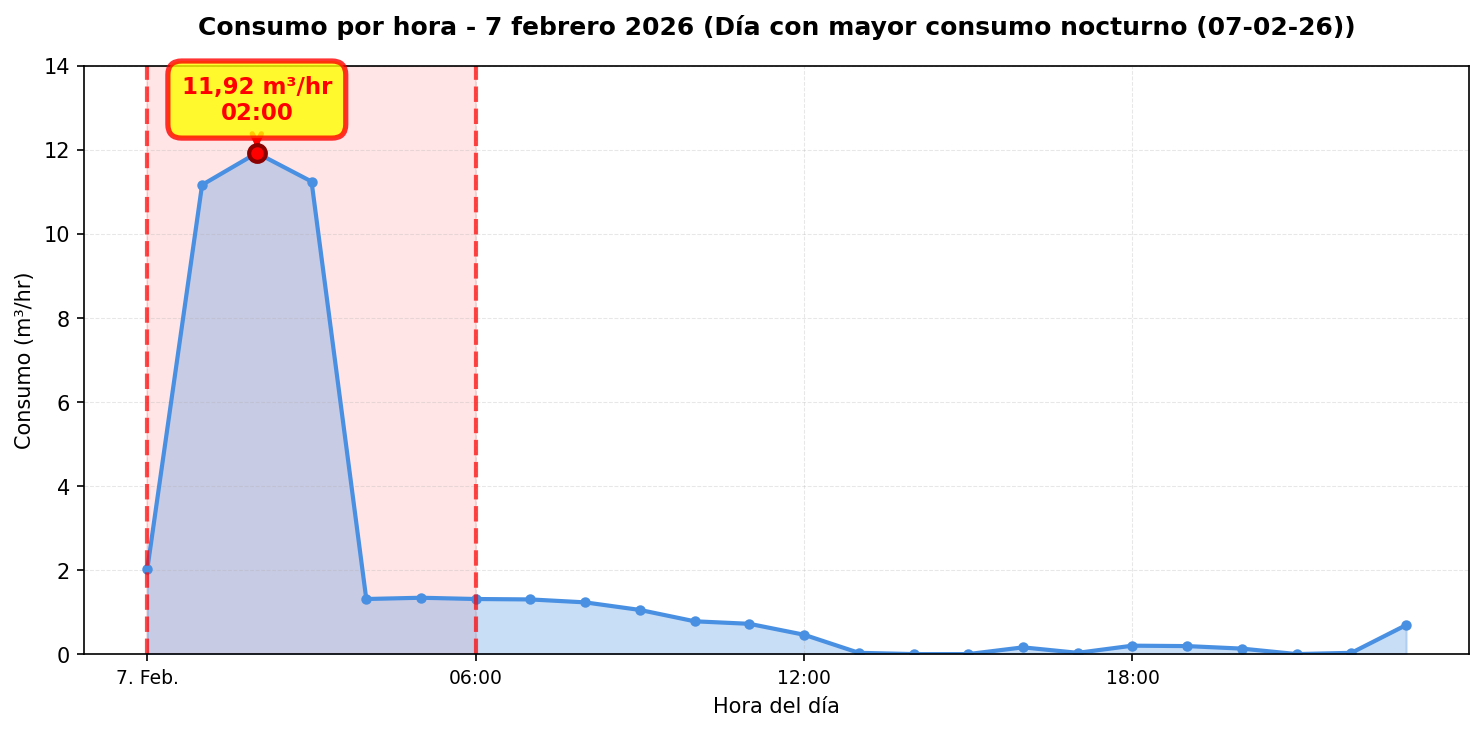 Consumo por hora - 7 febrero 2026 (Día con mayor consumo nocturno (07-02-26))
11,92 m³/hr
02:00
Consumo (m³/hr)
14
12
10
8
6
4
2
0
7. Feb.
06:00
12:00
18:00
Hora del día